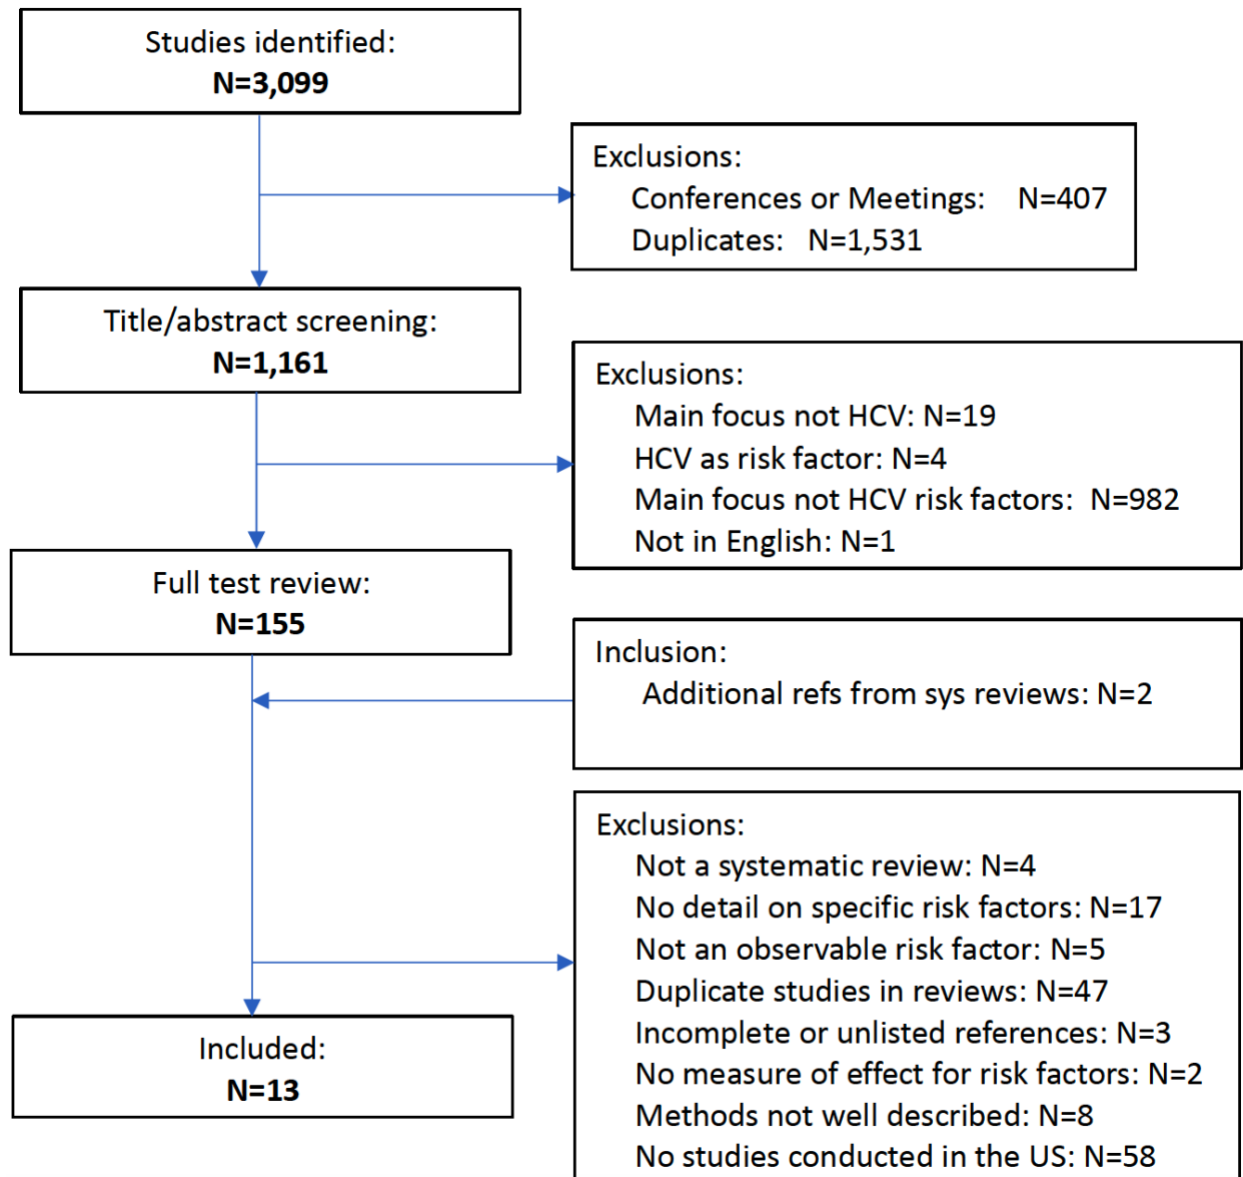 Studies identified:
N=3,099
Exclusions:
Conferences or Meetings: N=407
Duplicates: N=1,531
Title/abstract screening:
N=1,161
Exclusions:
Main focus not HCV: N=19
HCV as risk factor: N=4
Main focus not HCV risk factors: N=982
Not in English: N=1
Full test review:
N=155
Inclusion:
Additional refs from sys reviews: N=2
Exclusions:
Not a systematic review: N=4
No detail on specific risk factors: N=17
Not an observable risk factor: N=5
Duplicate studies in reviews: N=47
Incomplete or unlisted references: N=3
No measure of effect for risk factors: N=2
Methods not well described: N=8
No studies conducted in the US: N=58
Included:
N=13